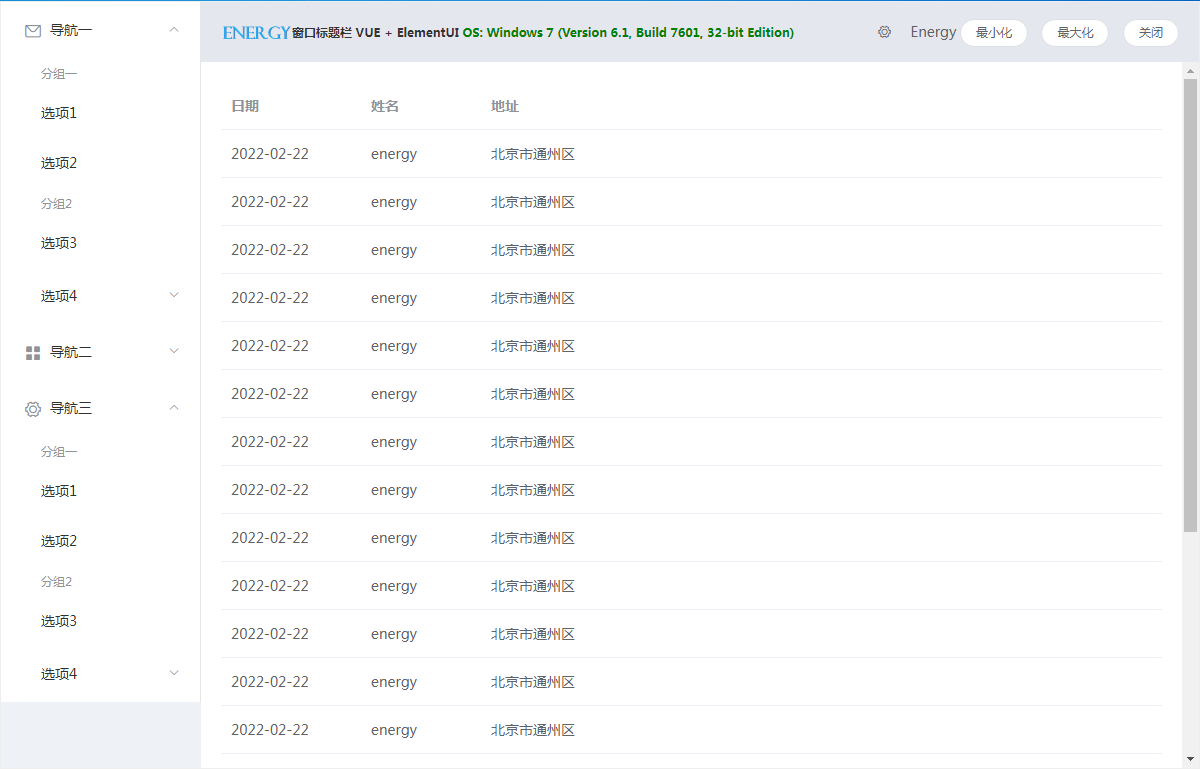 导航一
分组一
选项1
选项2
分组2
选项3
选项4
导航二
导航三
分组一
选项1
选项2
分组2
选项3
选项4
ENERGY窗口标题栏 VUE + ElementUI OS: Windows 7 (Version 6.1, Build 7601, 32-bit Edition)
Energy 最小化 最大化 关闭
日期 姓名 地址
2022-02-22 energy 北京市通州区
2022-02-22 energy 北京市通州区
2022-02-22 energy 北京市通州区
2022-02-22 energy 北京市通州区
2022-02-22 energy 北京市通州区
2022-02-22 energy 北京市通州区
2022-02-22 energy 北京市通州区
2022-02-22 energy 北京市通州区
2022-02-22 energy 北京市通州区
2022-02-22 energy 北京市通州区
2022-02-22 energy 北京市通州区
2022-02-22 energy 北京市通州区
2022-02-22 energy 北京市通州区